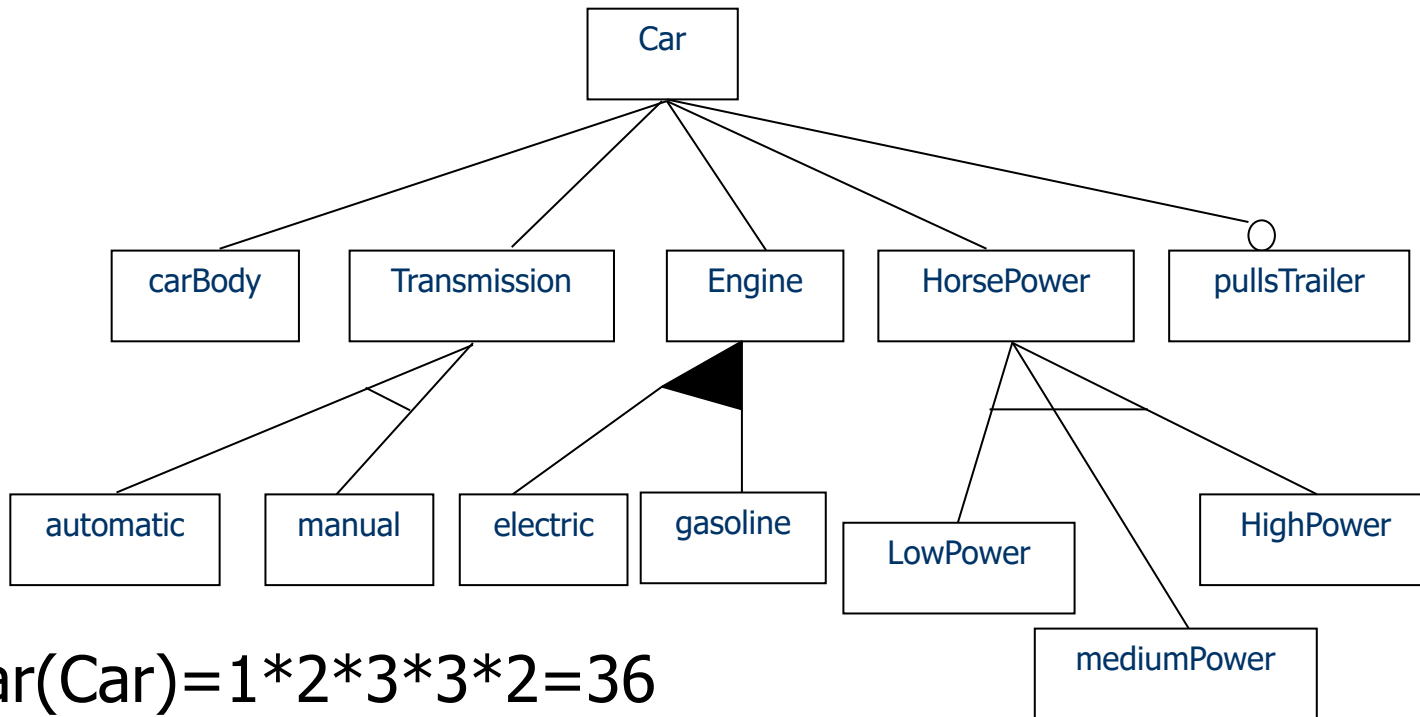 Car
carBody
Transmission
Engine
HorsePower
pullsTrailer
automatic
manual
electric
gasoline
LowPower
HighPower
mediumPower
ar(Car)=1*2*3*3*2=36